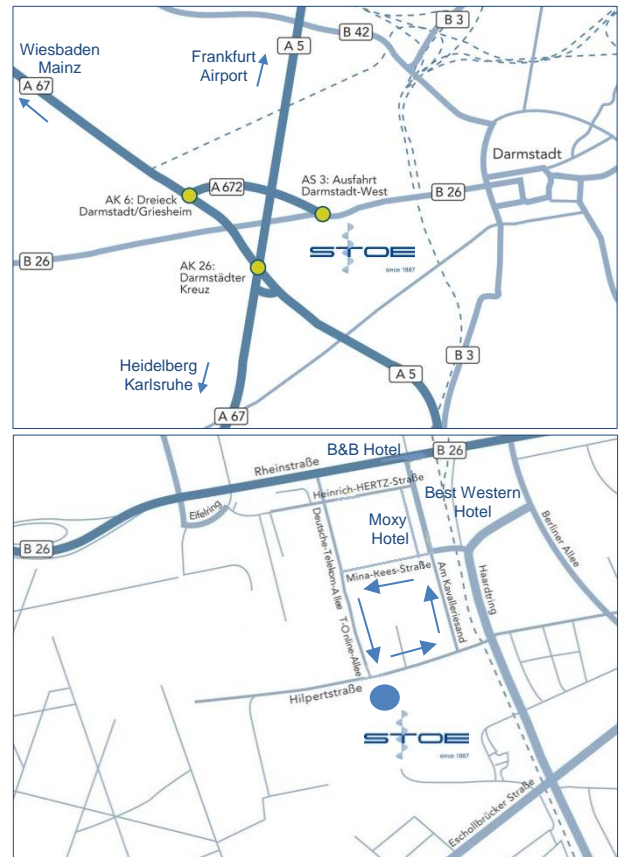 Wiesbaden
Mainz
A 67
Frankfurt
Airport
A 5
B 42
B 3
Darmstadt
AK 6: Dreieck
Darmstadt/Griesheim
A 672
AS 3: Ausfahrt
Darmstadt-West
B 26
B 26
STOE
since 1887
AK 26:
Darmstädter
Kreuz
Heidelberg
Karlsruhe
A 67
A 5
B 3
B&B Hotel
B 26
Rheinstraße
Heinrich-HERTZ-Straße
Best Western
Hotel
Eifelring
Moxy
Hotel
Deutsche-Telekom-Allee
Berliner Allee
B 26
Mina-Rees-Straße
Am Kavalleriesand
Haardtring
T-Online-Allee
Hilpertstraße
STOE
since 1887
Eschollbrücker Straße